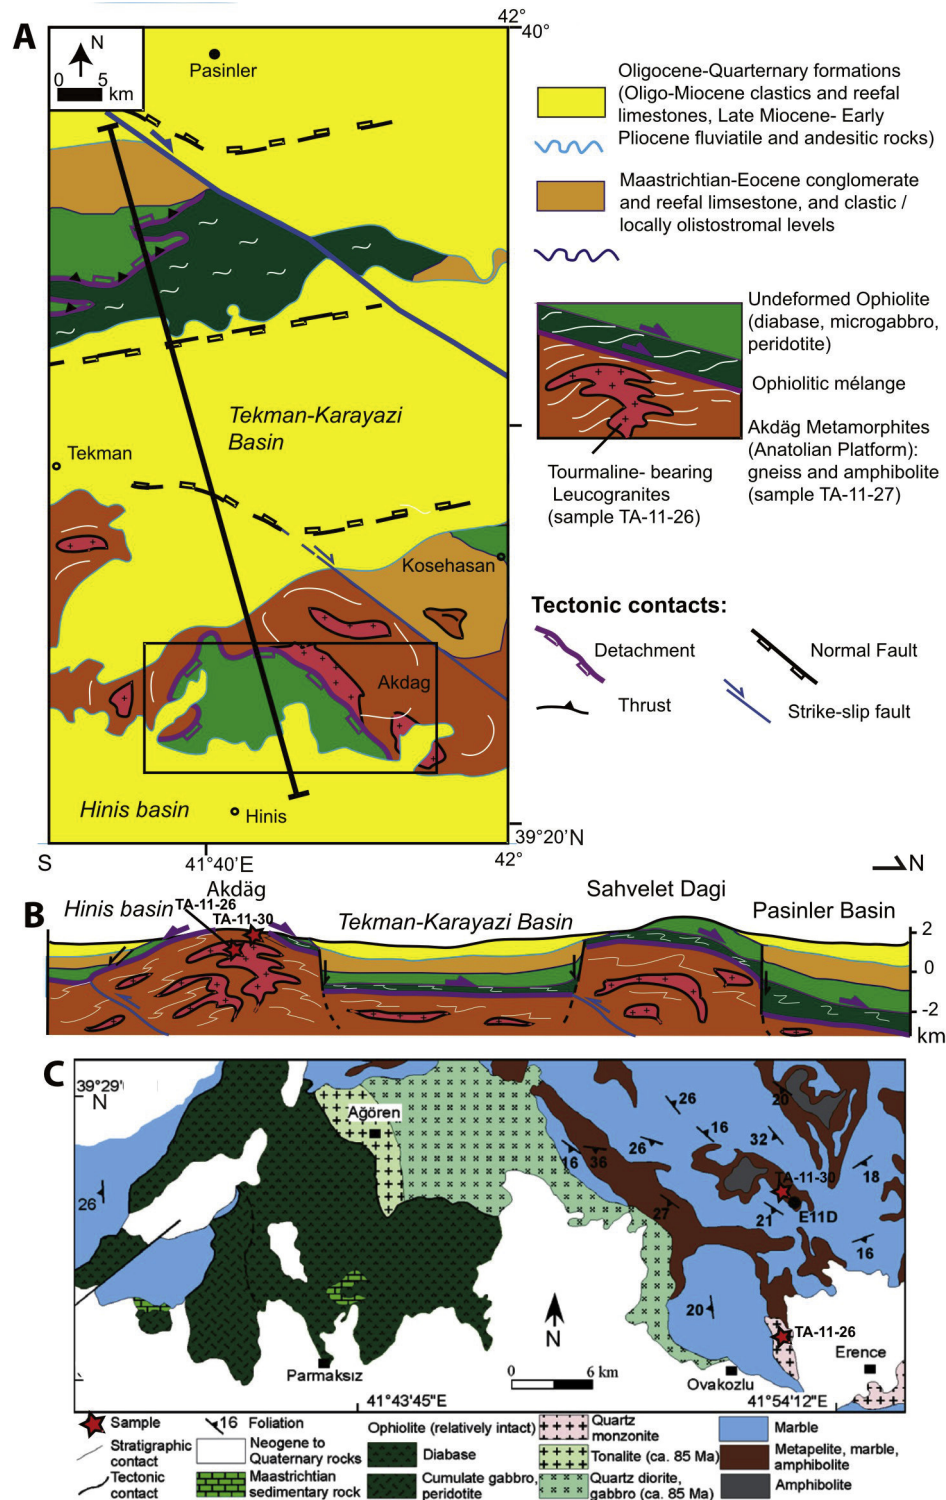 A
42°
40°
N
0 5
km
Pasinler
Tekman-Karayazi
Basin
Tekman
Kosehasan
Akdag
Hinis basin
Hinis
39°20'N
S
41°40'E
42°
Oligocene-Quarternary formations
(Oligo-Miocene clastics and reefal
limestones, Late Miocene- Early
Pliocene fluviatile and andesitic rocks)
Maastrichtian-Eocene conglomerate
and reefal limsestone, and clastic /
locally olistostromal levels
Undeformed Ophiolite
(diabase, microgabbro,
peridotite)
Ophiolitic mélange
Akdäg Metamorphites
(Anatolian Platform):
gneiss and amphibolite
(sample TA-11-27)
Tourmaline- bearing
Leucogranites
(sample TA-11-26)
Tectonic contacts:
Detachment
Normal Fault
Thrust
Strike-slip fault
N
B
Akdäg
Hinis basin
TA-11-26
TA-11-30
Tekman-Karayazi Basin
Sahvelet Dagi
Pasinler Basin
2
0
-2
km
C
39°29'
N
Ağören
26
26
16
32
20
16
36
26
18
TA-11-30
E11D
27
21
16
20
TA-11-26
N
0 6 km
Parmaksız
Ovakozlu
Erence
41°43'45"E
41°54'12"E
Sample
16 Foliation
Ophiolite (relatively intact)
Quartz
monzonite
Marble
Stratigraphic
contact
Neogene to
Quaternary rocks
Diabase
Tonalite (ca. 85 Ma)
Metapelite, marble,
amphibolite
Tectonic
contact
Maastrichtian
sedimentary rock
Cumulate gabbro,
peridotite
Quartz diorite,
gabbro (ca. 85 Ma)
Amphibolite